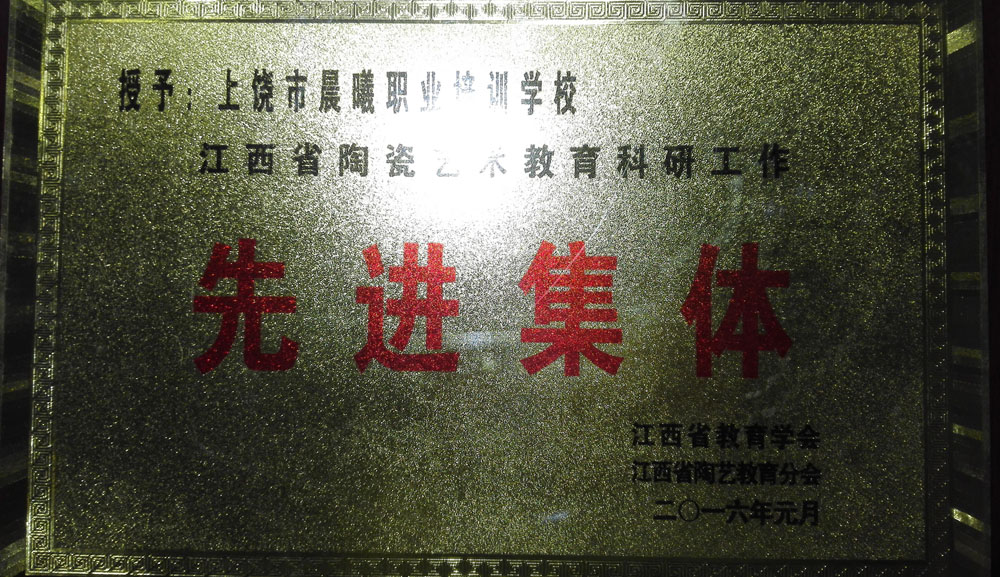 授予：上饶市晨曦职业培训学校
江西省陶瓷艺术教育科研工作
先进集体
江西省教育学会
江西省陶艺教育分会
二〇一六年元月